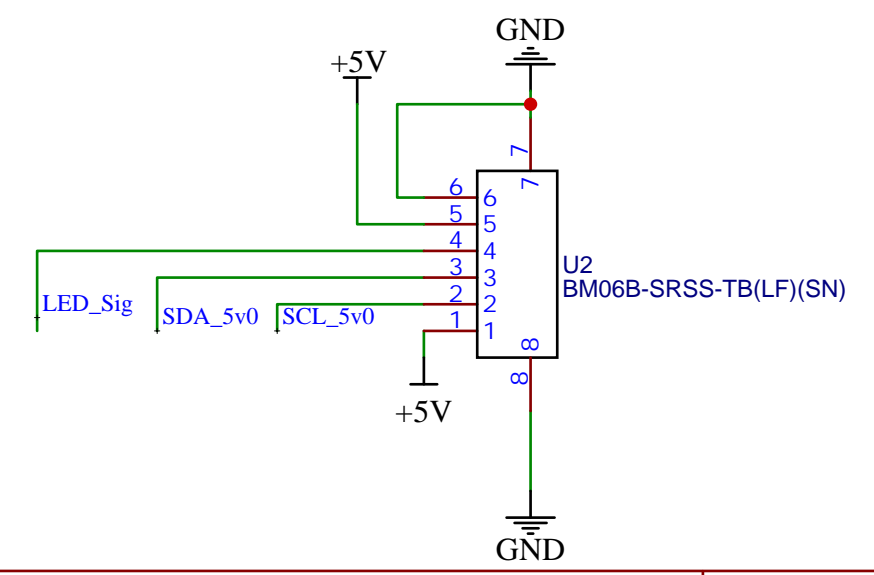 GND
+5V
7
7
6
6
5
5
4
4
3
3
2
2
1
1
LED_Sig
SDA_5v0
SCL_5v0
U2
BM06B-SRSS-TB(LF)(SN)
8
8
+5V
GND